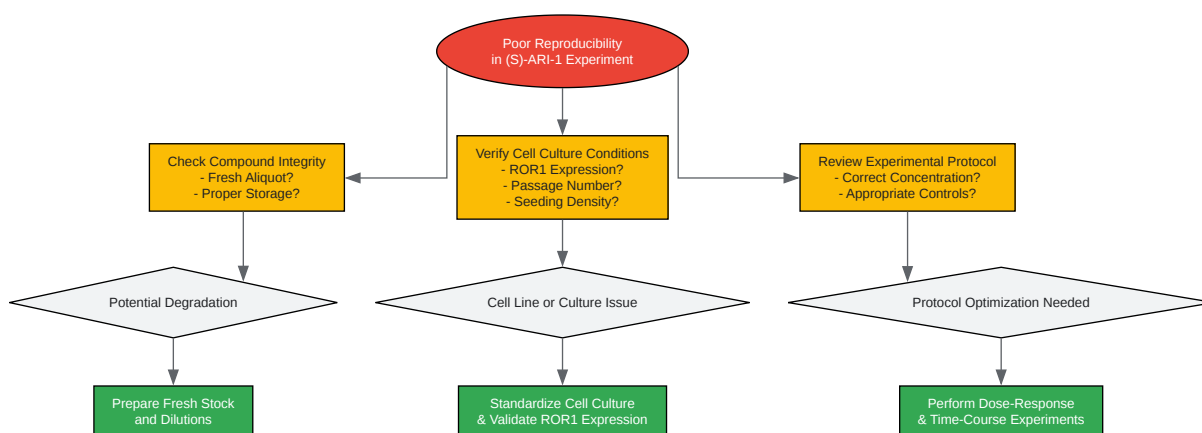 Poor Reproducibility
in (S)-ARI-1 Experiment
Check Compound Integrity
- Fresh Aliquot?
- Proper Storage?
Verify Cell Culture Conditions
- ROR1 Expression?
- Passage Number?
- Seeding Density?
Review Experimental Protocol
- Correct Concentration?
- Appropriate Controls?
Potential Degradation
Cell Line or Culture Issue
Protocol Optimization Needed
Prepare Fresh Stock
and Dilutions
Standardize Cell Culture
& Validate ROR1 Expression
Perform Dose-Response
& Time-Course Experiments